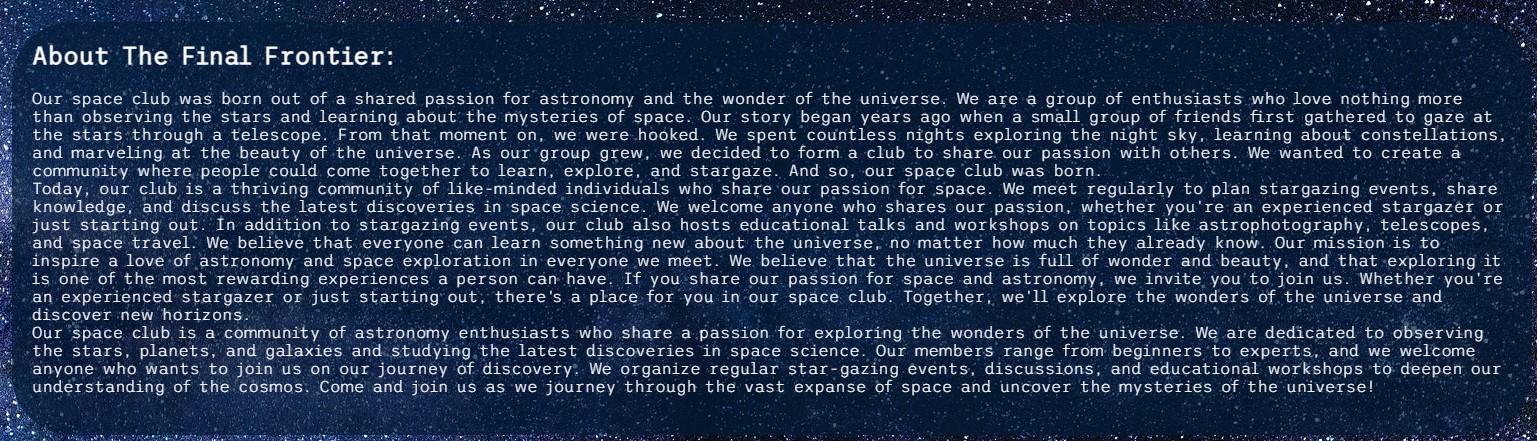 About The Final Frontier:
Our space club was born out of a shared passion for astronomy and the wonder of the universe. We are a group of enthusiasts who love nothing more
than observing the stars and learning about the mysteries of space. Our story began years ago when a small group of friends first gathered to gaze at
the stars through a telescope. From that moment on, we were hooked. We spent countless nights exploring the night sky, learning about constellations,
and marveling at the beauty of the universe. As our group grew, we decided to form a club to share our passion with others. We wanted to create a
community where people could come together to learn, explore, and stargaze. And so, our space club was born.
Today, our club is a thriving community of like-minded individuals who share our passion for space. We meet regularly to plan stargazing events, share
knowledge, and discuss the latest discoveries in space science. We welcome anyone who shares our passion, whether you're an experienced stargazer or
just starting out. In addition to stargazing events, our club also hosts educational talks and workshops on topics like astrophotography, telescopes,
and space travel. We believe that everyone can learn something new about the universe, no matter how much they already know. Our mission is to
inspire a love of astronomy and space exploration in everyone we meet. We believe that the universe is full of wonder and beauty, and that exploring it
is one of the most rewarding experiences a person can have. If you share our passion for space and astronomy, we invite you to join us. Whether you're
an experienced stargazer or just starting out, there's a place for you in our space club. Together, we'll explore the wonders of the universe and
discover new horizons.
Our space club is a community of astronomy enthusiasts who share a passion for exploring the wonders of the universe. We are dedicated to observing
the stars, planets, and galaxies and studying the latest discoveries in space science. Our members range from beginners to experts, and we welcome
anyone who wants to join us on our journey of discovery. We organize regular star-gazing events, discussions, and educational workshops to deepen our
understanding of the cosmos. Come and join us as we journey through the vast expanse of space and uncover the mysteries of the universe!